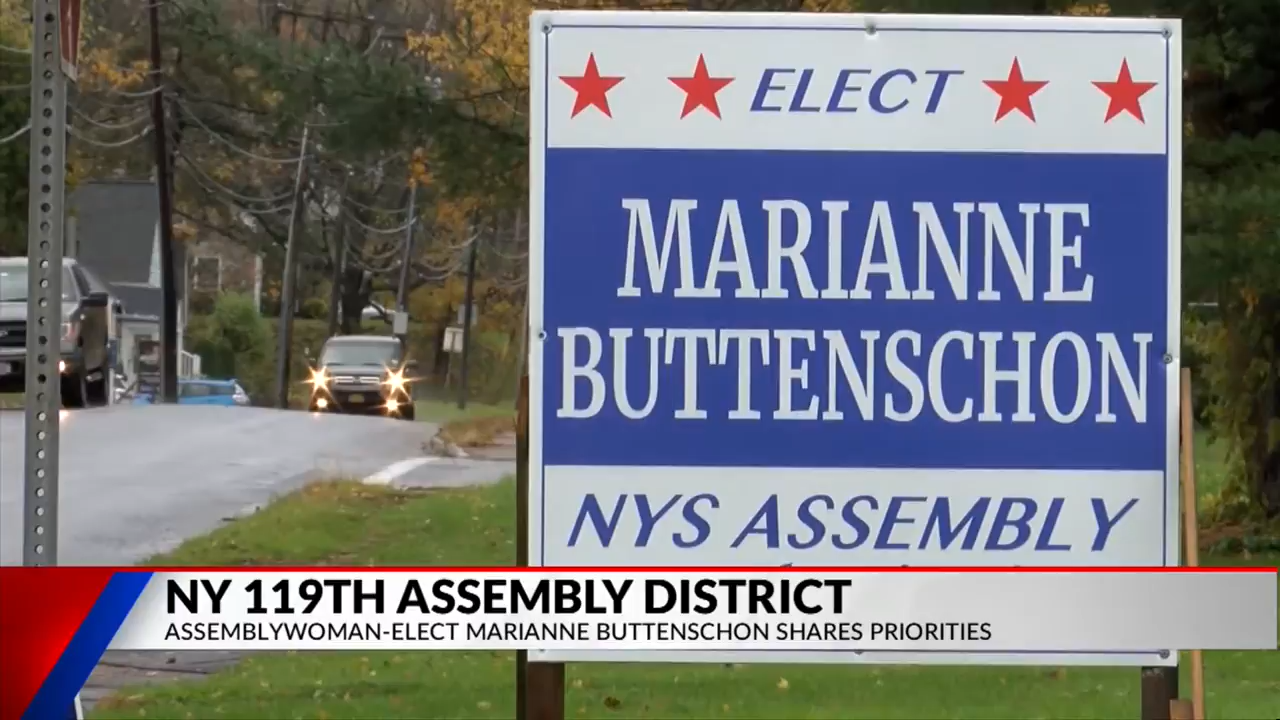 ELECT
MARIANNE
BUTTENSCHON
NYS ASSEMBLY
NY 119TH ASSEMBLY DISTRICT
ASSEMBLYWOMAN-ELECT MARIANNE BUTTENSCHON SHARES PRIORITIES